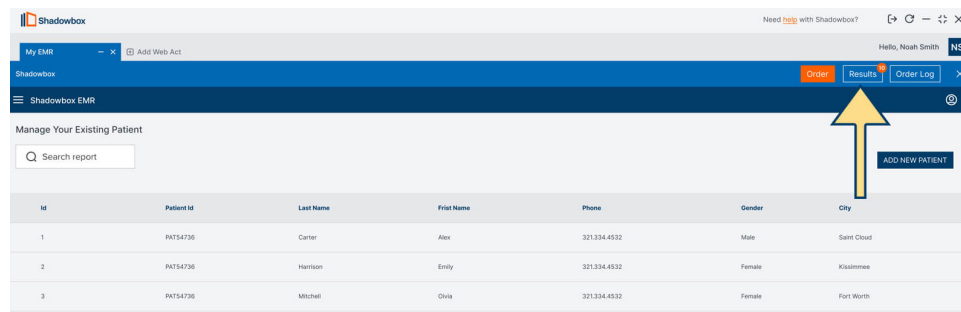 Shadowbox
Need help with Shadowbox?
My EMR
Add Web Act
Hello, Noah Smith
NS
Shadowbox
Order
Results
10
Order Log
Shadowbox EMR
Manage Your Existing Patient
Search report
ADD NEW PATIENT
Id Patient Id Last Name Frist Name Phone Gender City
1 PAT54736 Carter Alex 321.334.4532 Male Saint Cloud
2 PAT54736 Harrison Emily 321.334.4532 Female Kissimmee
3 PAT54736 Mitchell Olvia 321.334.4532 Female Fort Worth